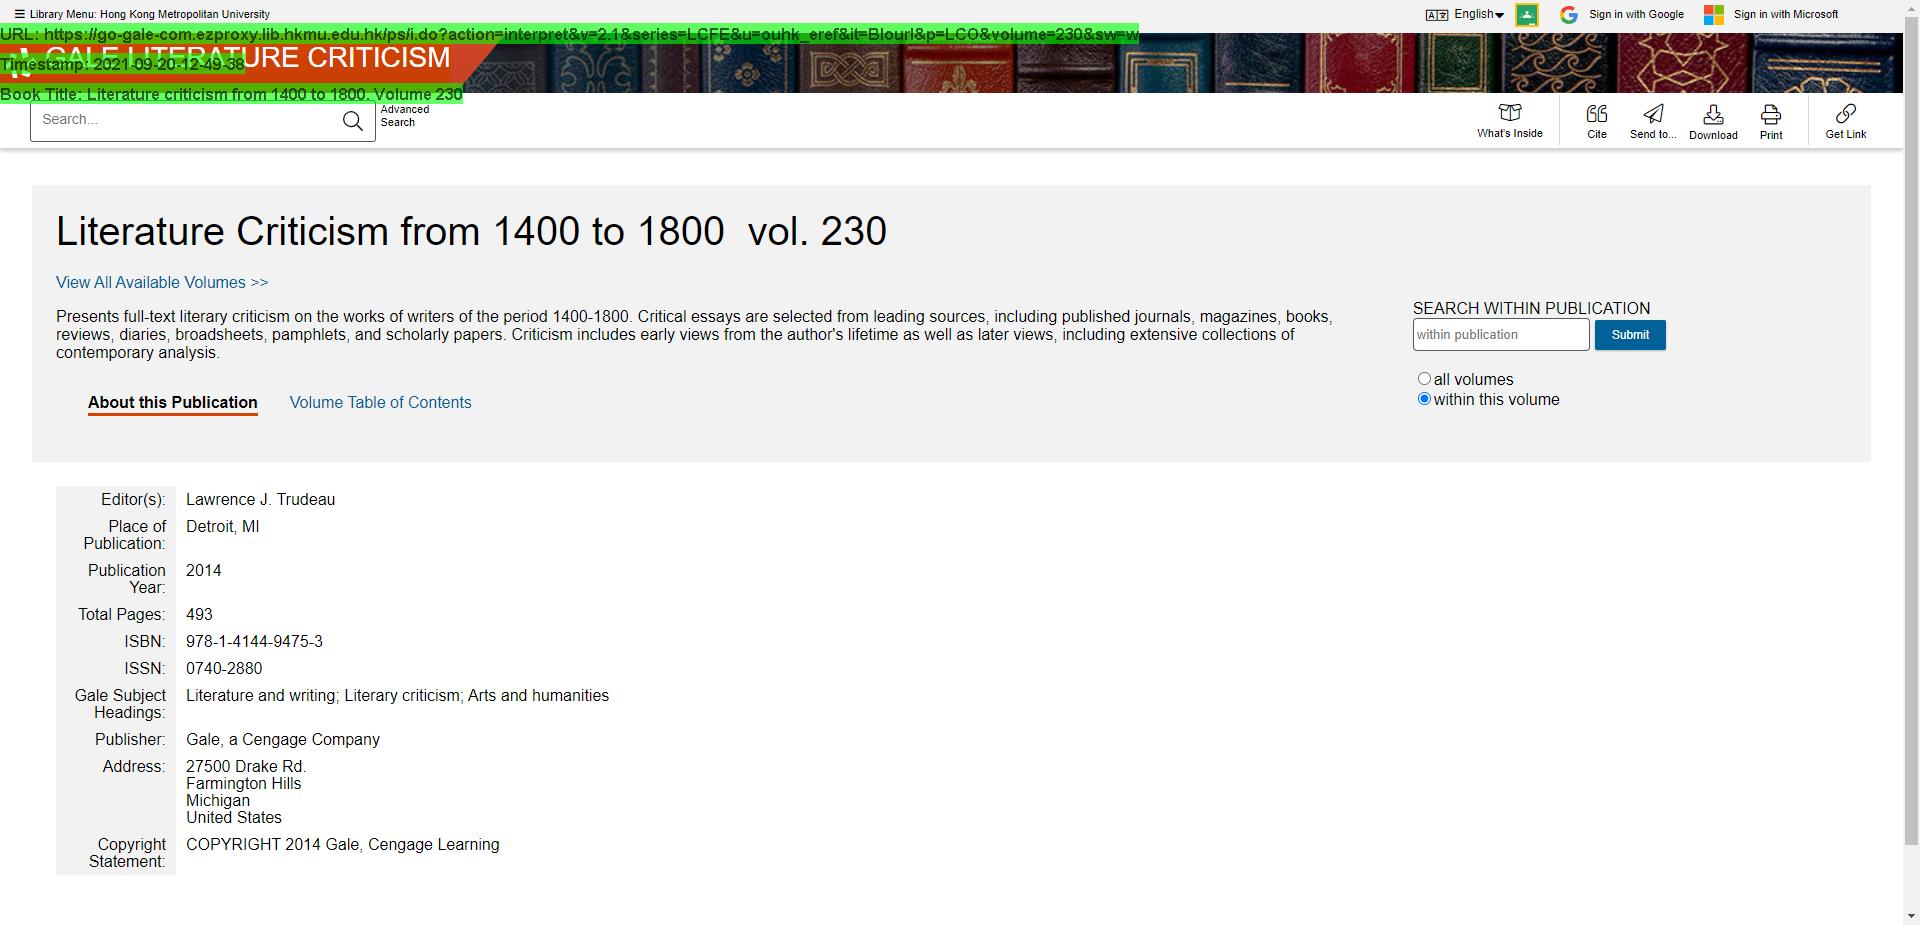 Library Menu: Hong Kong Metropolitan University
English
Sign in with Google
Sign in with Microsoft
URL: https://go-gale-com.ezproxy.lib.hkmu.edu.hk/ps/i.do?action=interpret&v=2.1&series=LCFE&u=ouhk_eref&it=BIourl&p=LCO&volume=230&sw=w
GALE LITERATURE CRITICISM
Timestamp: 2021-09-20-12-49-38
Book Title: Literature criticism from 1400 to 1800. Volume 230
Search...
Advanced
Search
What's Inside
Cite
Send to...
Download
Print
Get Link
Literature Criticism from 1400 to 1800 vol. 230
View All Available Volumes >>
Presents full-text literary criticism on the works of writers of the period 1400-1800. Critical essays are selected from leading sources, including published journals, magazines, books,
reviews, diaries, broadsheets, pamphlets, and scholarly papers. Criticism includes early views from the author's lifetime as well as later views, including extensive collections of
contemporary analysis.
SEARCH WITHIN PUBLICATION
within publication
Submit
all volumes
within this volume
About this Publication
Volume Table of Contents
Editor(s): Lawrence J. Trudeau
Place of Detroit, MI
Publication:
Publication 2014
Year:
Total Pages: 493
ISBN: 978-1-4144-9475-3
ISSN: 0740-2880
Gale Subject Literature and writing; Literary criticism; Arts and humanities
Headings:
Publisher: Gale, a Cengage Company
Address: 27500 Drake Rd.
Farmington Hills
Michigan
United States
Copyright COPYRIGHT 2014 Gale, Cengage Learning
Statement: